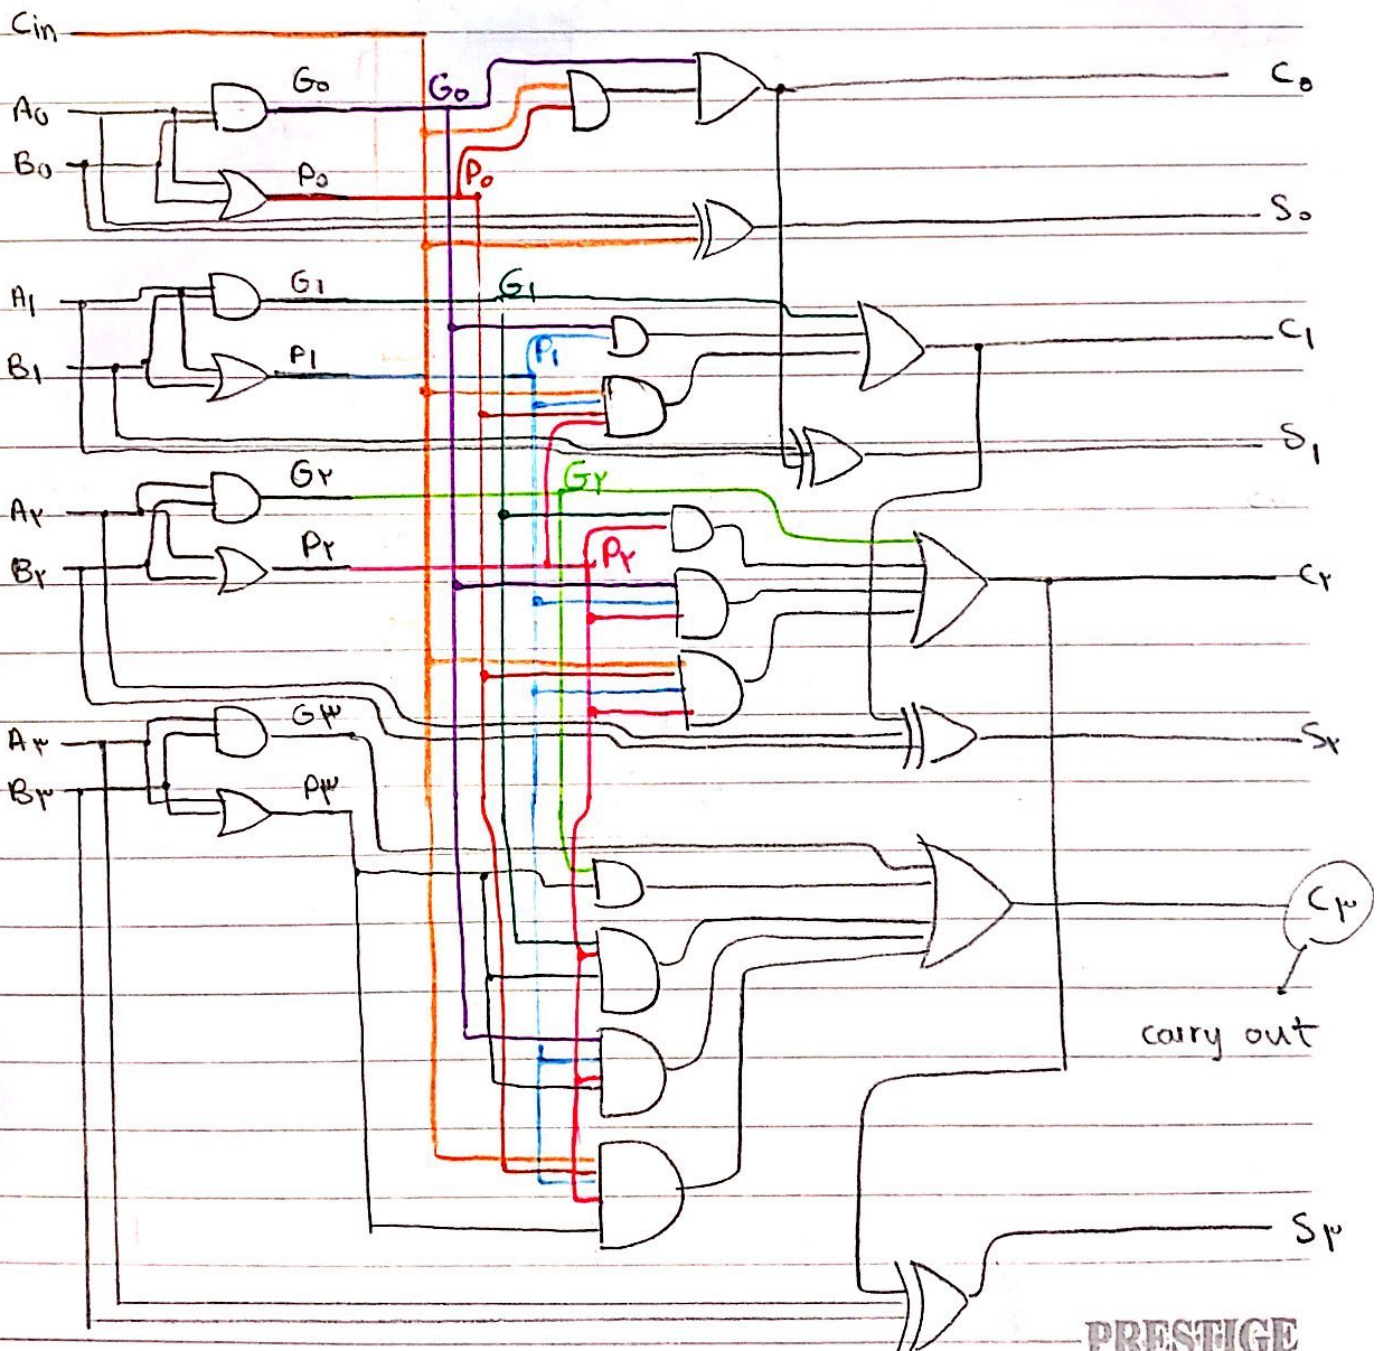 Cin
G₀ G₀ C₀
A₀
B₀ P₀ P₀
S₀
A₁ G₁ G₁
C₁
B₁ P₁ P₁
S₁
A۲ G۲ G۲
B۲ P۲ P۲ C۲
A۳ G۳ S۲
B۳ P۳
C۳
carry out
S۳
PRESTIGE